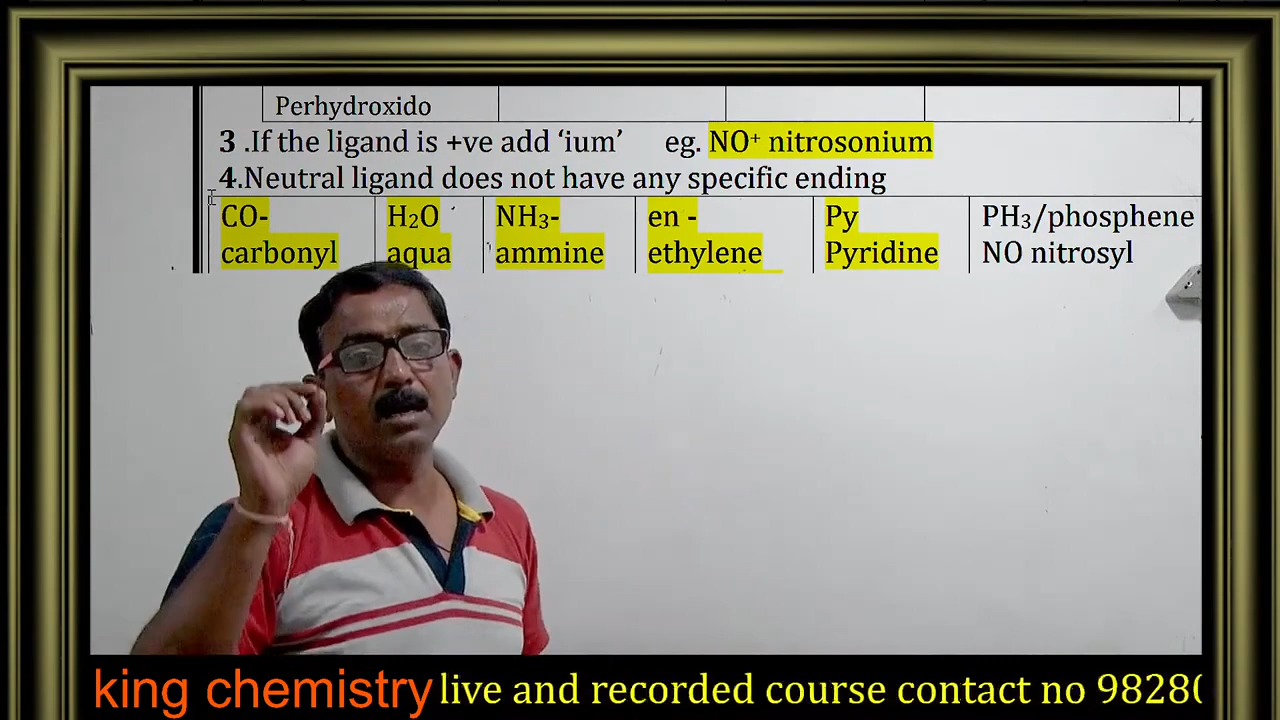 Perhydroxido
3 .If the ligand is +ve add ‘ium’ eg. NO⁺ nitrosonium
4.Neutral ligand does not have any specific ending
CO- H₂O NH₃- en - Py PH₃/phosphene
carbonyl aqua ammine ethylene Pyridine NO nitrosyl
king chemistry live and recorded course contact no 9828